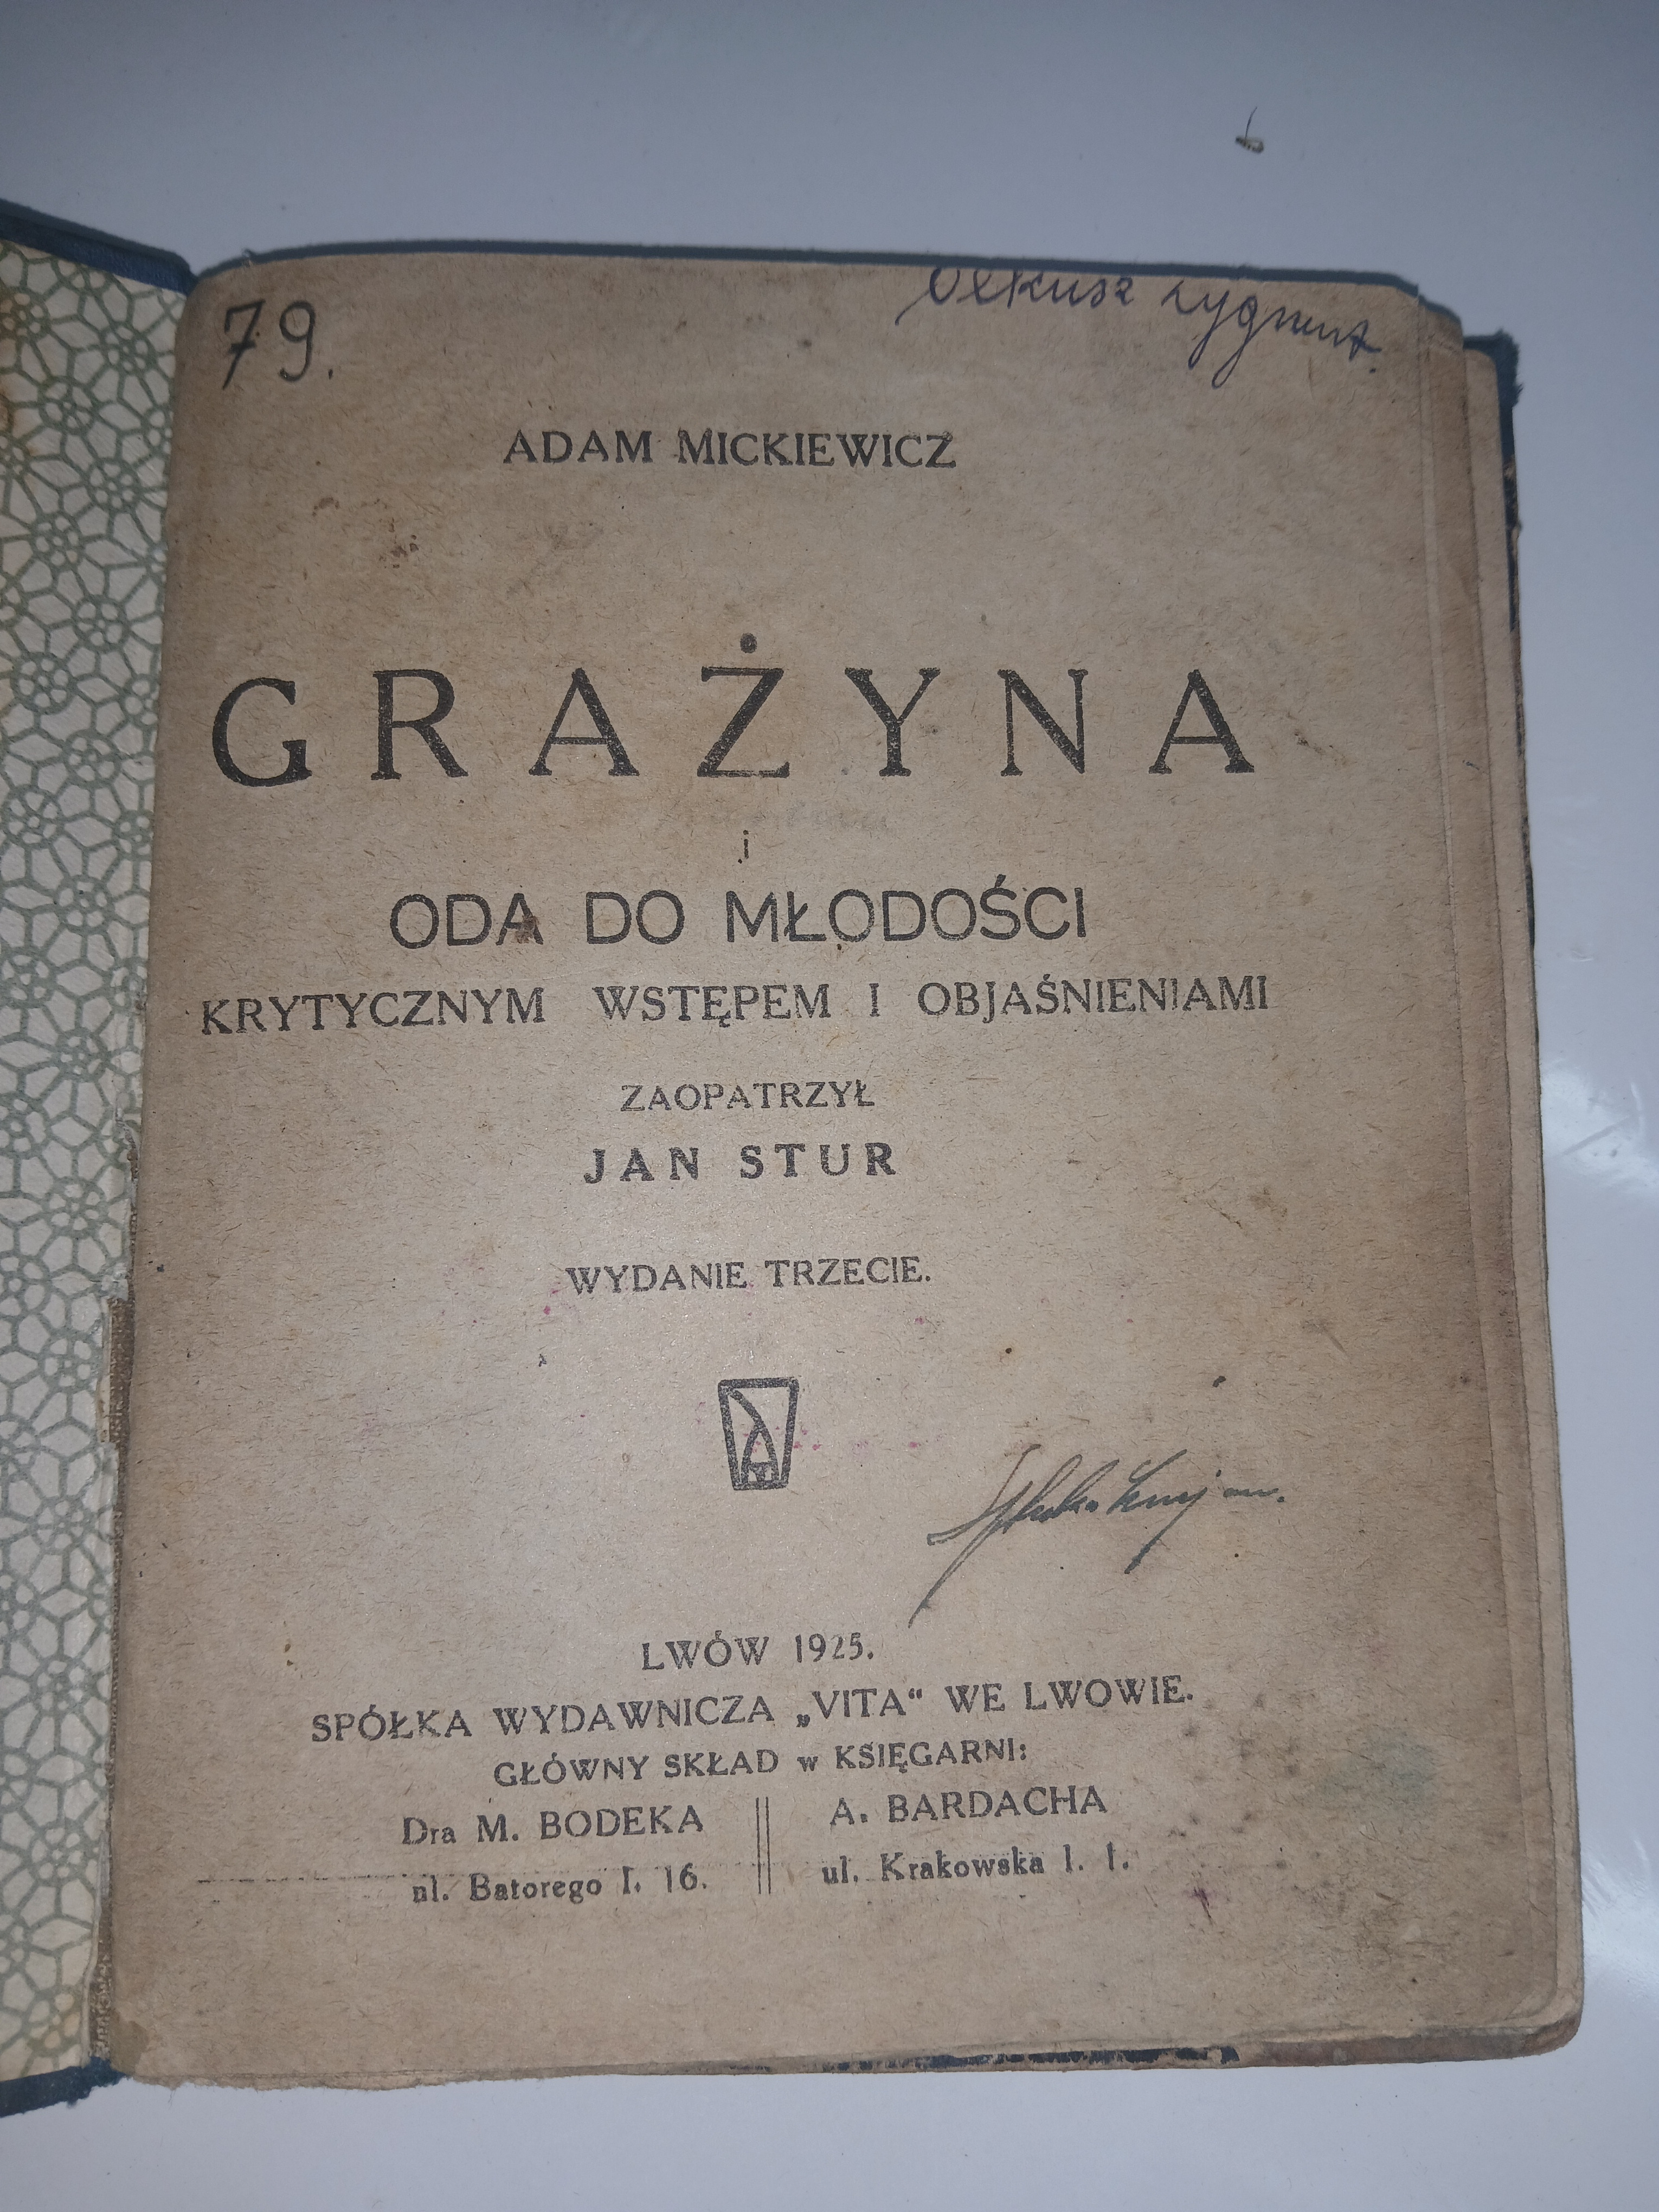 79.
Olkusz Zygmunt.
ADAM MICKIEWICZ
GRAŻYNA
i
ODA DO MŁODOŚCI
KRYTYCZNYM WSTĘPEM I OBJAŚNIENIAMI
ZAOPATRZYŁ
JAN STUR
WYDANIE TRZECIE.
LWÓW 1925.
SPÓŁKA WYDAWNICZA „VITA“ WE LWOWIE.
GŁÓWNY SKŁAD w KSIĘGARNI:
Dra M. BODEKA
ul. Batorego l. 16.
A. BARDACHA
ul. Krakowska l. 1.